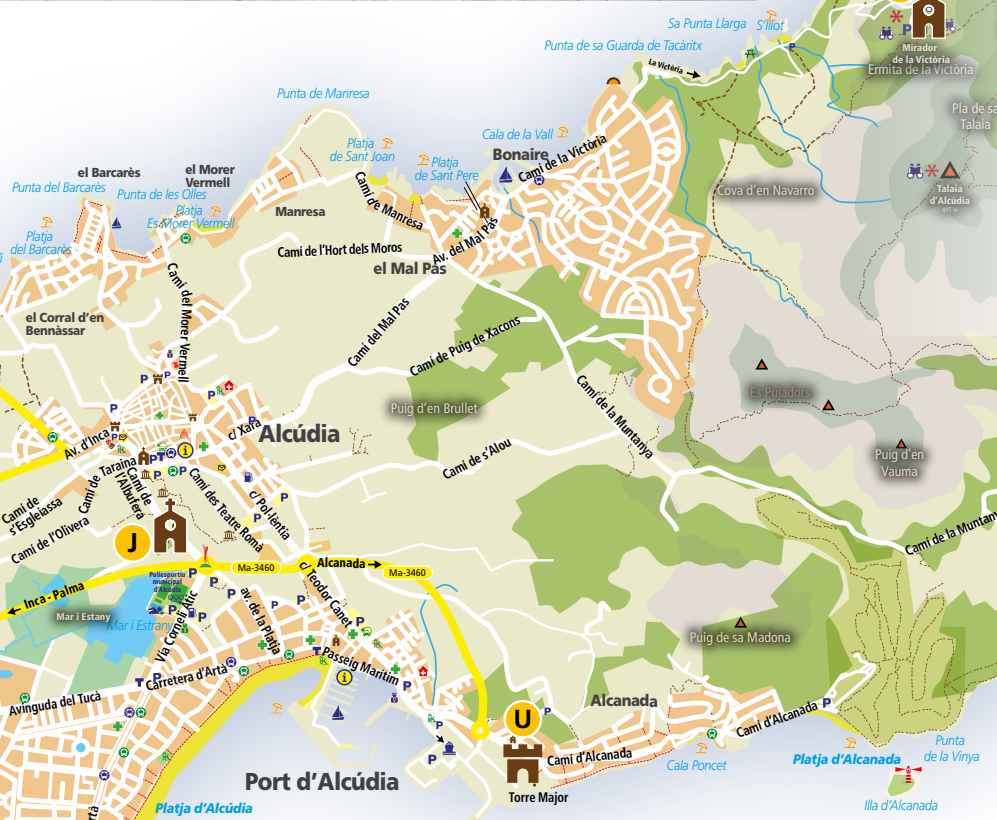 Sa Punta Llarga
S'Illot
P
Punta de sa Guarda de Tacàritx
P
Mirador
de la Victòria
Ermita de la Victòria
La Victòria
Punta de Manresa
Pla de sa
Talaia
Platja
de Sant Joan
Cala de la Vall
Platja
de Sant Pere
Bonaire
Camí de la Victòria
el Barcarès
el Morer
Vermell
Punta del Barcarès
Punta de les Olles
Talaia
d'Alcúdia
495 m
Cova d'en Navarro
Camí de Manresa
Manresa
Platja
Es Morer Vermell
Platja
del Barcarès
Av. del Mal Pas
Camí de l'Hort dels Moros
el Mal Pas
Camí del Morer Vermell
Camí del Mal Pas
el Corral d'en
Bennàssar
Camí de Puig de Xacons
Es Pujadors
P
P
Puig d'en Brullet
Camí de la Muntanya
P
P
c/ Xara
Alcúdia
Av. d'Inca
P
Camí de s'Alou
Puig d'en
Vauma
i
P
T
P
P
Camí de Taraina
Camí de
l'Albufera
Camí des Teatre Romà
c/ Pol·lèntia
P
P
P
Camí de
s'Esgleiassa
Camí de l'Olivera
J
Camí de la Muntanya
Ma-3460
Alcanada
Ma-3460
Poliesportiu
municipal
d'Alcúdia
P
P
P
P
P
P
Inca - Palma
Mar i Estany
Mar i Estrany
Via Corneli Àtic
av. de la Platja
c/ Teodor Canet
P
Puig de sa Madona
T
Passeig Marítim
P
i
T
P
Carretera d'Artà
Avinguda del Tucà
P
P
U
P
Alcanada
P
Camí d'Alcanada
Camí d'Alcanada
Torre Major
Cala Poncet
Platja d'Alcanada
Punta
de la Vinya
Illa d'Alcanada
Port d'Alcúdia
Platja d'Alcúdia
rtà